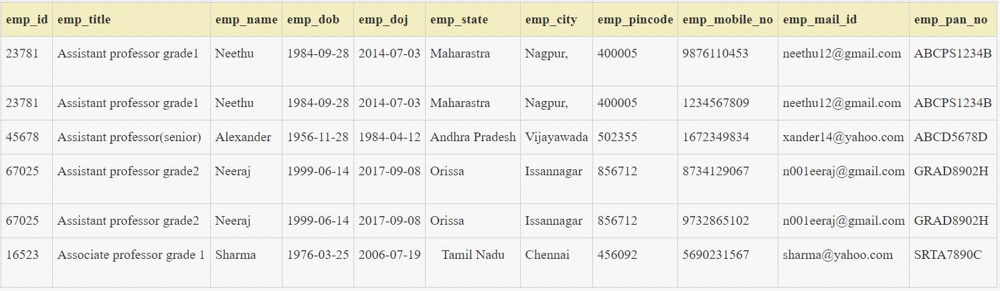 emp_id emp_title emp_name emp_dob emp_doj emp_state emp_city emp_pincode emp_mobile_no emp_mail_id emp_pan_no
23781 Assistant professor grade1 Neethu 1984-09-28 2014-07-03 Maharastra Nagpur, 400005 9876110453 neethu12@gmail.com ABCPS1234B
23781 Assistant professor grade1 Neethu 1984-09-28 2014-07-03 Maharastra Nagpur, 400005 1234567809 neethu12@gmail.com ABCPS1234B
45678 Assistant professor(senior) Alexander 1956-11-28 1984-04-12 Andhra Pradesh Vijayawada 502355 1672349834 xander14@yahoo.com ABCD5678D
67025 Assistant professor grade2 Neeraj 1999-06-14 2017-09-08 Orissa Issannagar 856712 8734129067 n001eeraj@gmail.com GRAD8902H
67025 Assistant professor grade2 Neeraj 1999-06-14 2017-09-08 Orissa Issannagar 856712 9732865102 n001eeraj@gmail.com GRAD8902H
16523 Associate professor grade 1 Sharma 1976-03-25 2006-07-19 Tamil Nadu Chennai 456092 5690231567 sharma@yahoo.com SRTA7890C